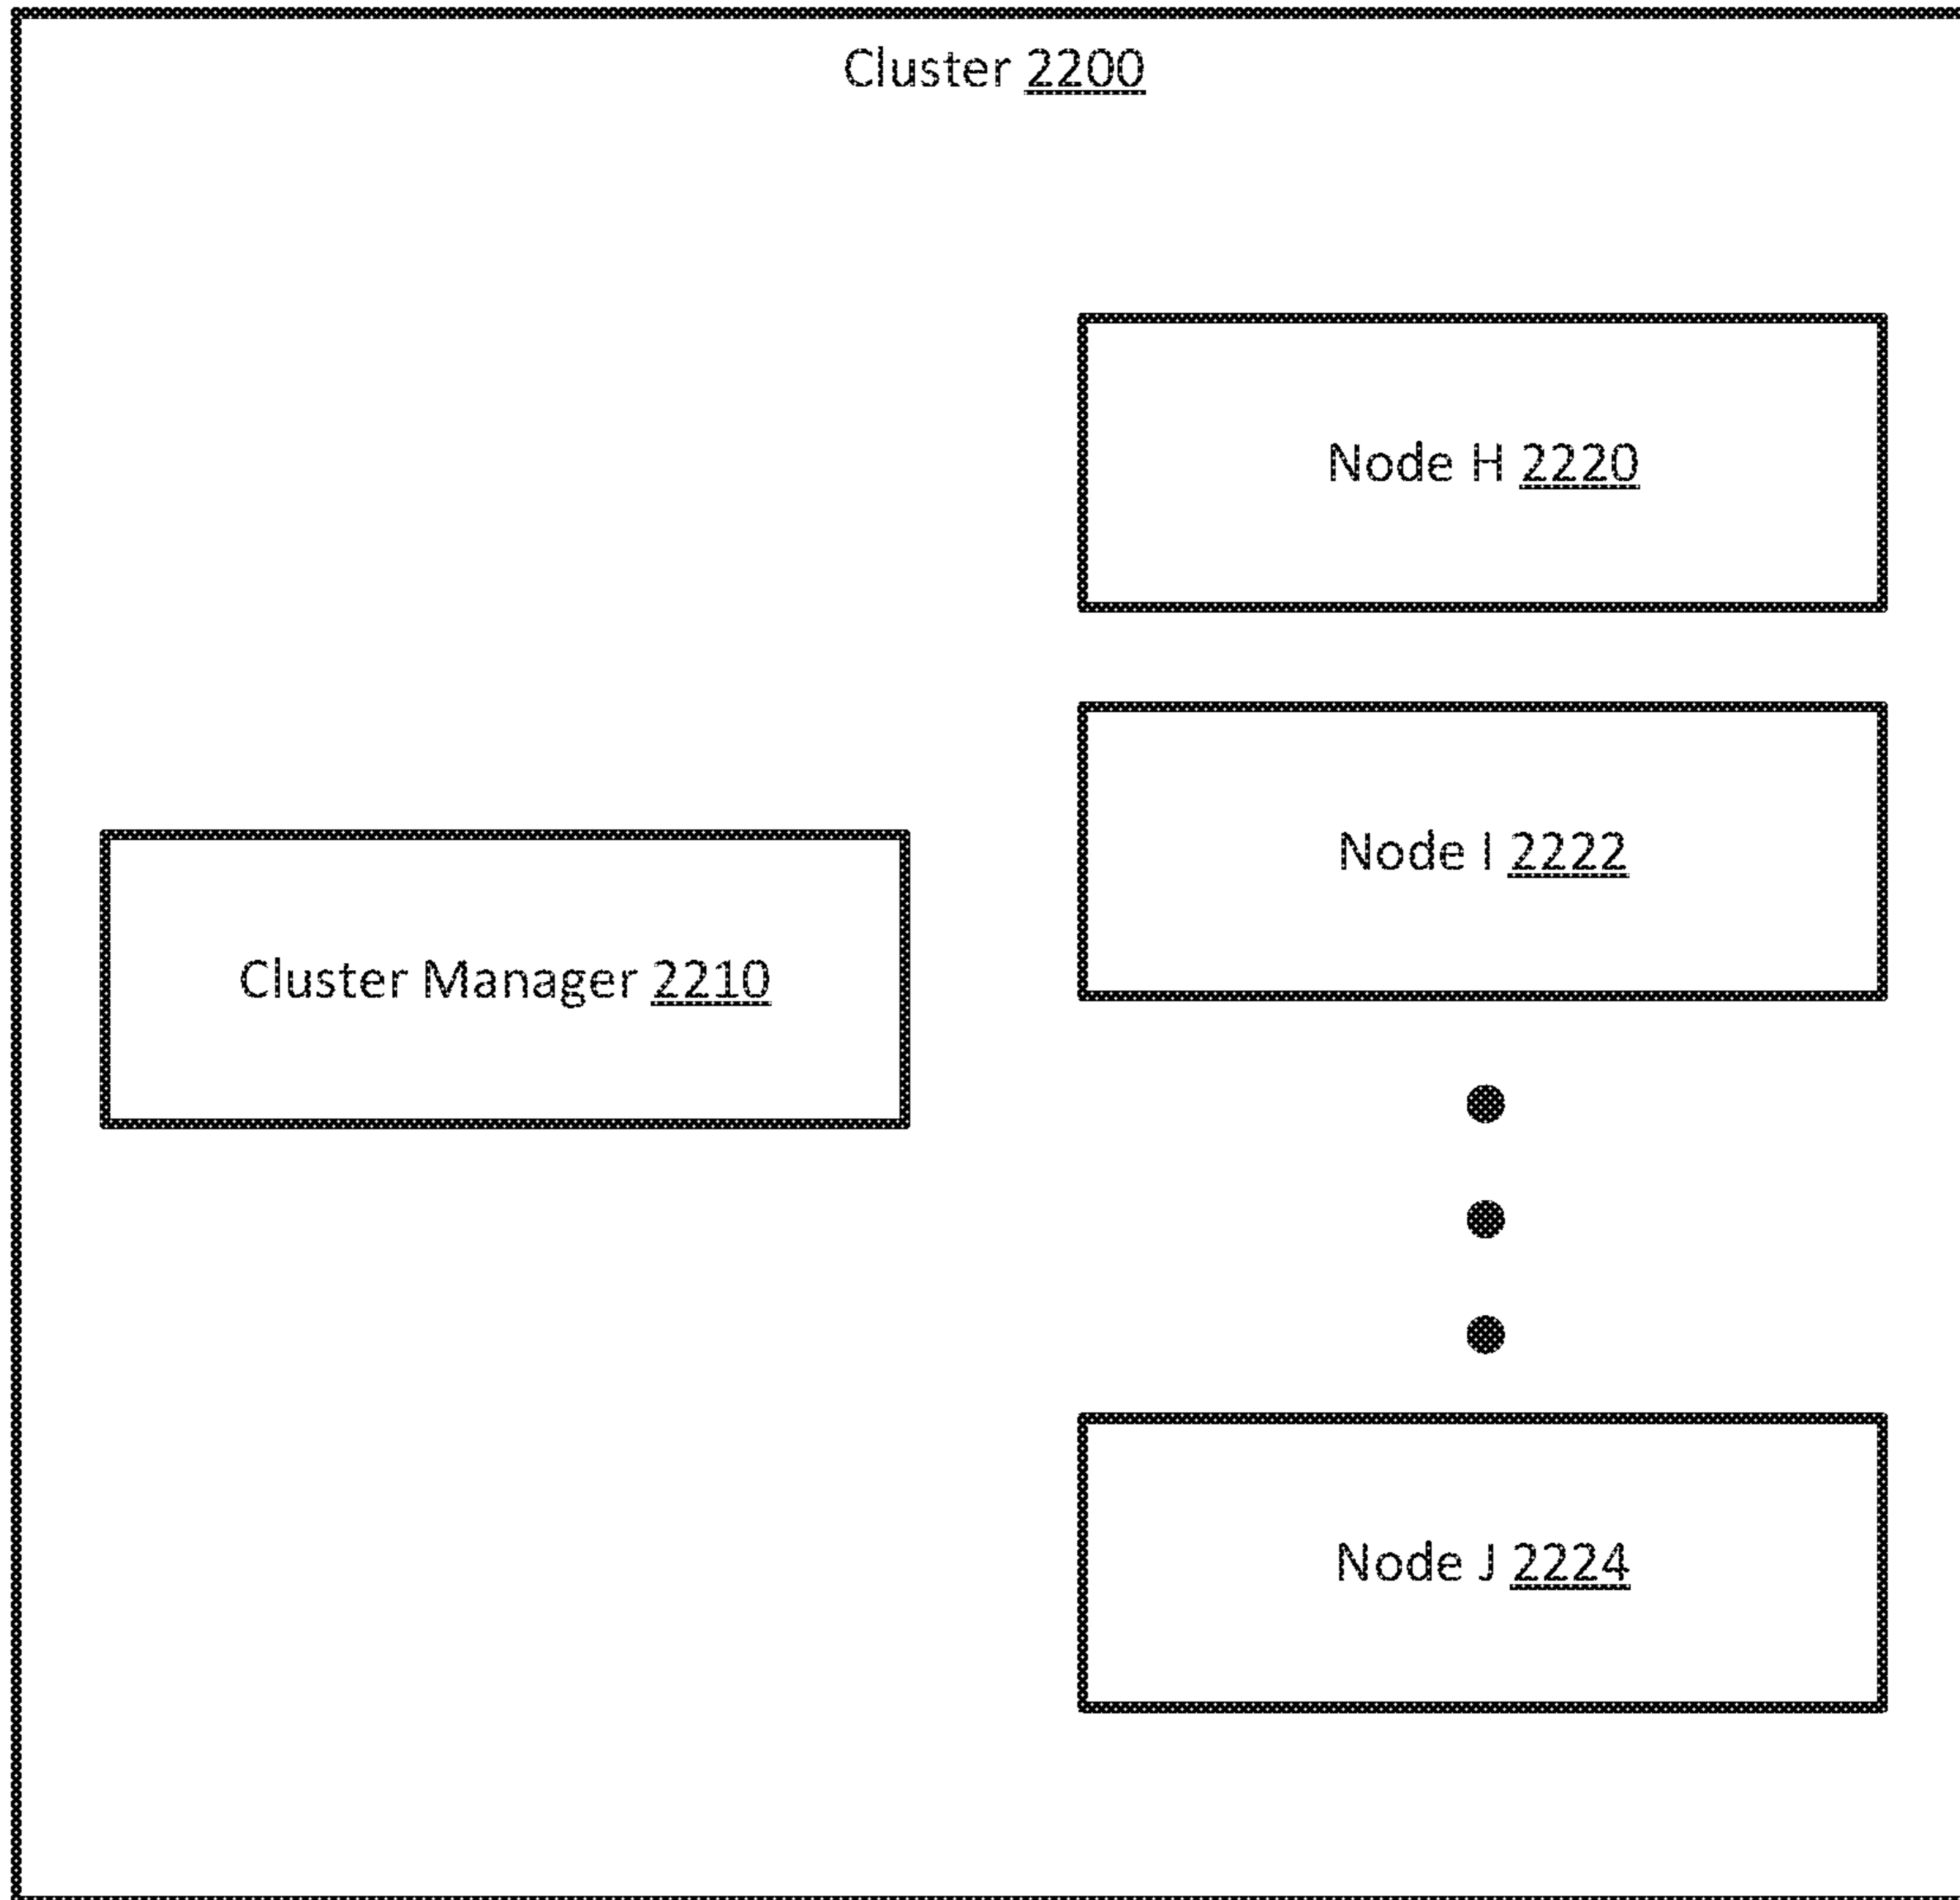 Cluster 2200
Node H 2220
Node I 2222
Cluster Manager 2210
Node J 2224